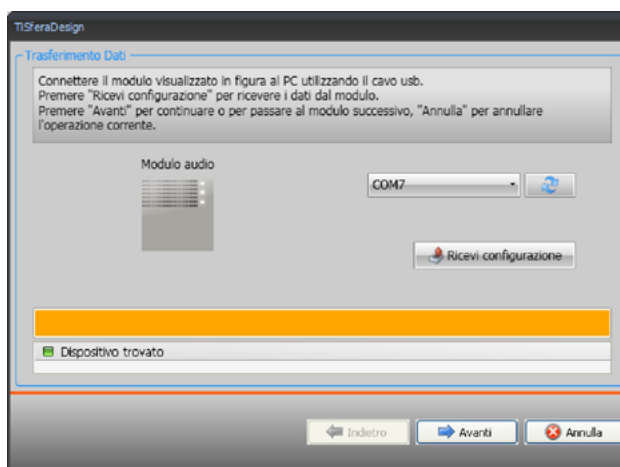 TiSferaDesign
Trasferimento Dati
Connettere il modulo visualizzato in figura al PC utilizzando il cavo usb.
Premere "Ricevi configurazione" per ricevere i dati dal modulo.
Premere "Avanti" per continuare o per passare al modulo successivo, "Annulla" per annullare
l'operazione corrente.
Modulo audio
COM7
Ricevi configurazione
Dispositivo trovato
Indietro
Avanti
Annulla